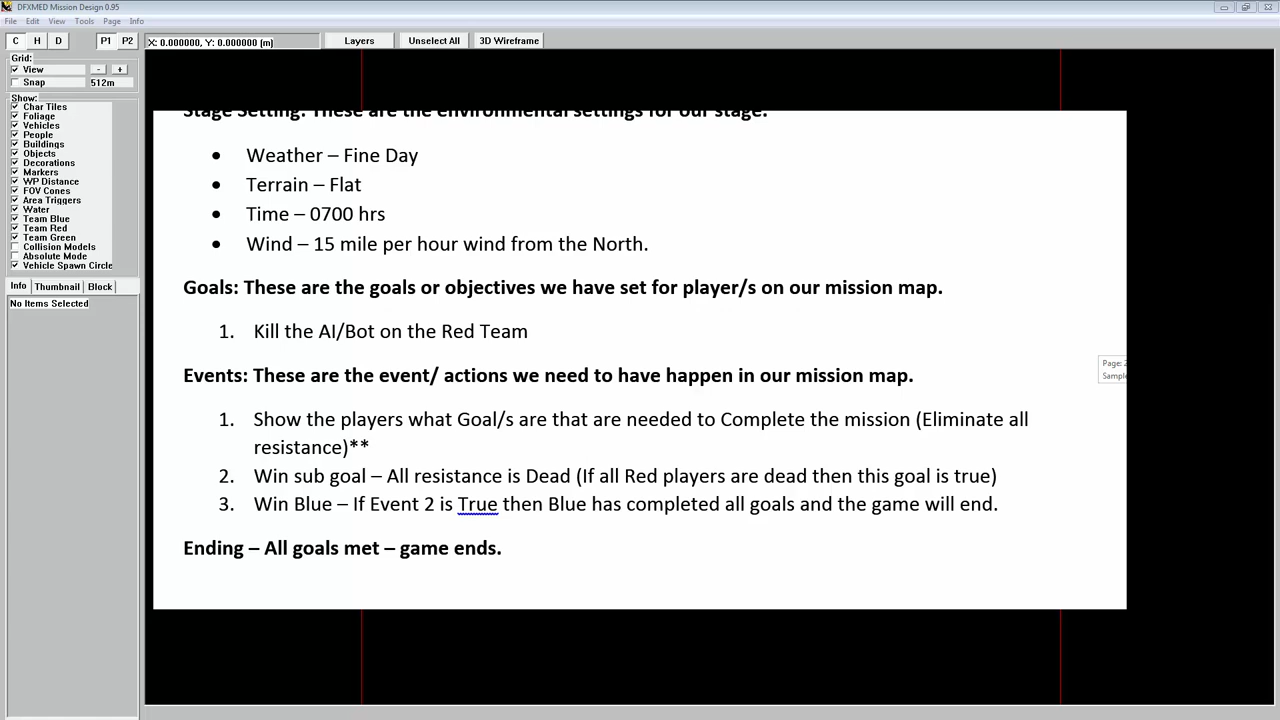 DFXMED Mission Design 0.95
File Edit View Tools Page Info
C H D P1 P2 X: 0.000000, Y: 0.000000 (m) Layers Unselect All 3D Wireframe
Grid:
View - +
Snap 512m
Show:
Char Tiles
Foliage
Vehicles
People
Buildings
Objects
Decorations
Markers
WP Distance
FOV Cones
Area Triggers
Water
Team Blue
Team Red
Team Green
Collision Models
Absolute Mode
Vehicle Spawn Circle
Info Thumbnail Block
No Items Selected
Stage Setting: These are the environmental settings for our stage.
• Weather – Fine Day
• Terrain – Flat
• Time – 0700 hrs
• Wind – 15 mile per hour wind from the North.
Goals: These are the goals or objectives we have set for player/s on our mission map.
1. Kill the AI/Bot on the Red Team
Events: These are the event/ actions we need to have happen in our mission map.
1. Show the players what Goal/s are that are needed to Complete the mission (Eliminate all
resistance)**
2. Win sub goal – All resistance is Dead (If all Red players are dead then this goal is true)
3. Win Blue – If Event 2 is True then Blue has completed all goals and the game will end.
Ending – All goals met – game ends.
Page:
Sample